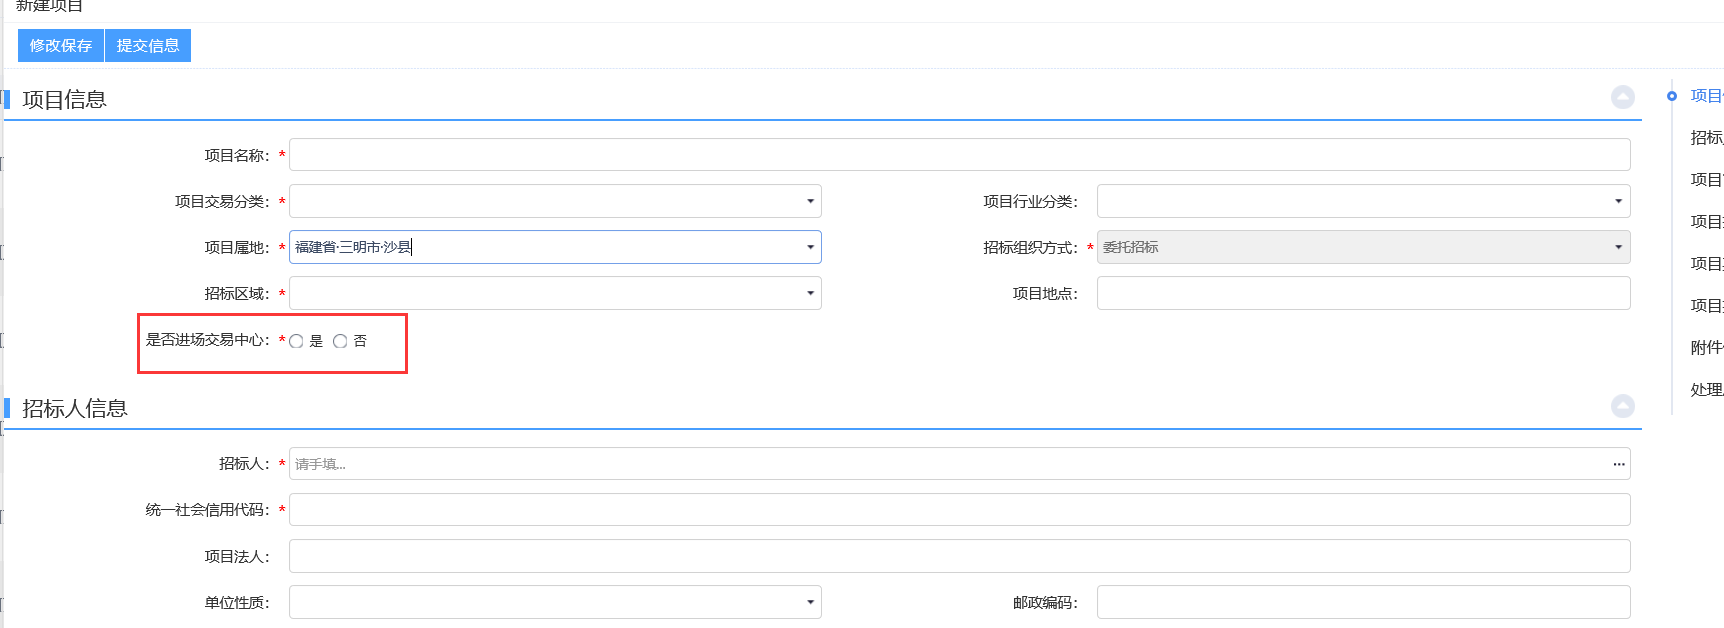 新建项目
修改保存 提交信息
项目信息
项目名称：*
项目交易分类：* 项目行业分类：
项目属地：* 福建省·三明市·沙县 招标组织方式：* 委托招标
招标区域：* 项目地点：
是否进场交易中心：* 是 否
招标人信息
招标人：* 请手填... ...
统一社会信用代码：*
项目法人：
单位性质： 邮政编码：
项目
招标
项目
项目
项目
项目
附件
处理